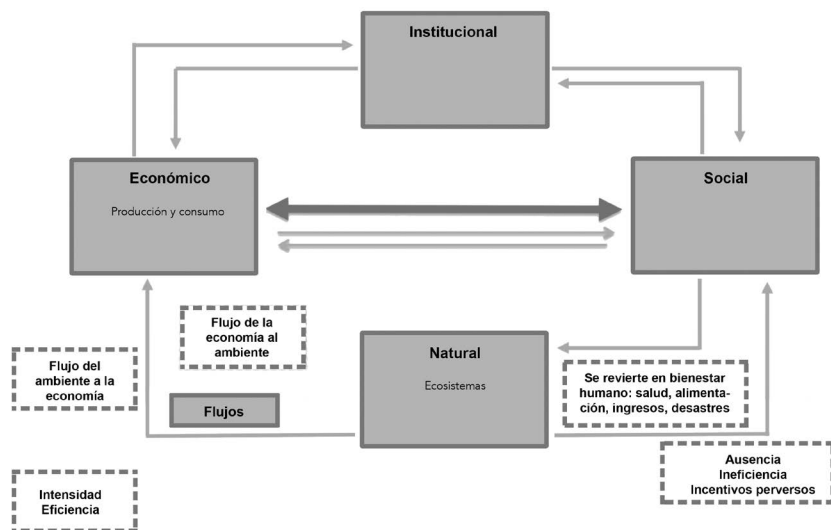 Institucional
Económico
Producción y consumo
Social
Flujo de la
economía al
ambiente
Flujo del
ambiente a la
economía
Flujos
Natural
Ecosistemas
Se revierte en bienestar
humano: salud, alimenta-
ción, ingresos, desastres
Ausencia
Ineficiencia
Incentivos perversos
Intensidad
Eficiencia